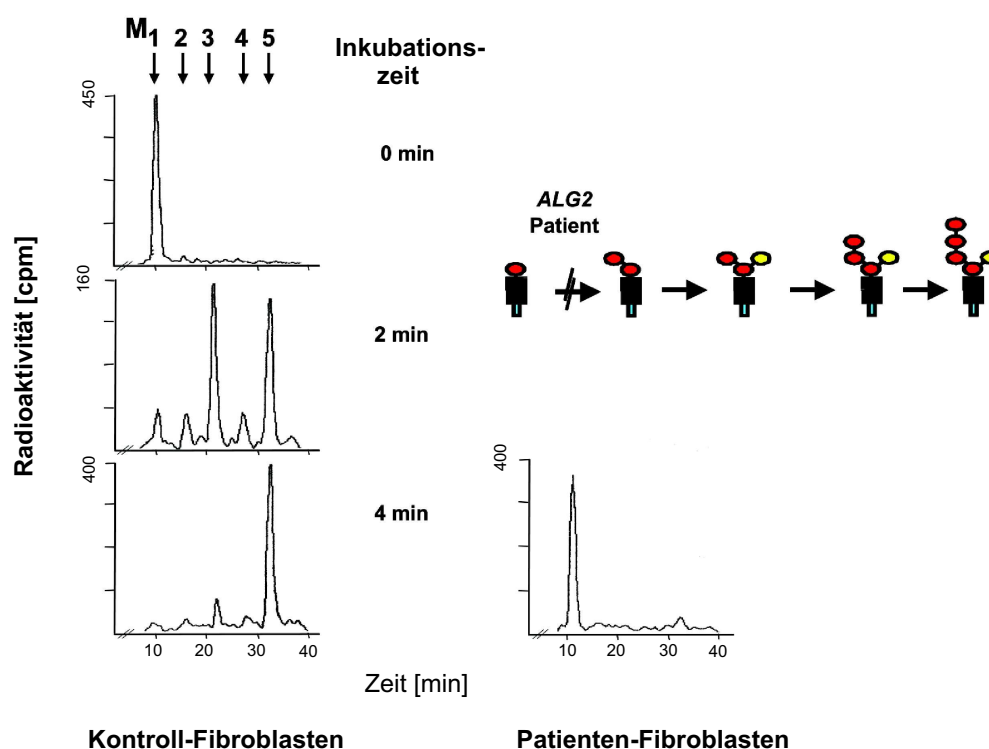 M1 2 3 4 5
Inkubations-
zeit
450
0 min
ALG2
Patient
Radioaktivität [cpm]
160
2 min
400
4 min
400
10 20 30 40
10 20 30 40
Zeit [min]
Kontroll-Fibroblasten
Patienten-Fibroblasten